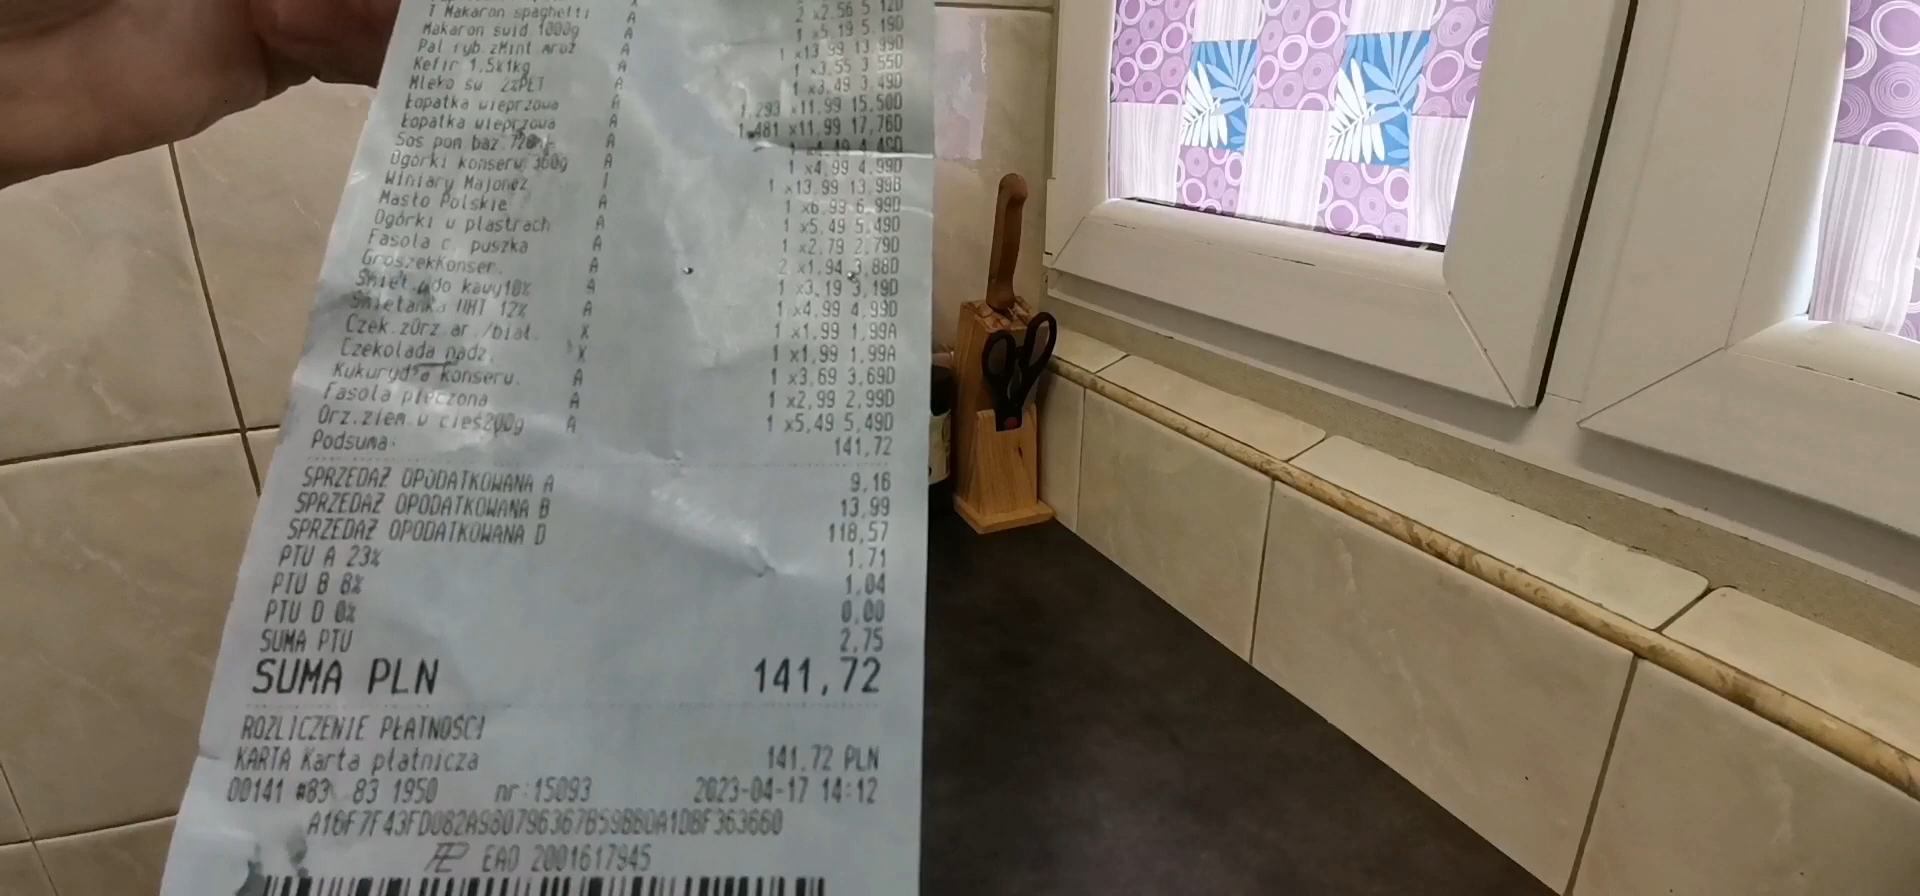 T Makaron spaghetti A 2 x2.56 5.12D
Makaron świd 1000g A 1 x5,19 5.19D
Pal ryb.zMint mroż A 1 x13.99 13.99D
Kefir 1,5%1kg A 1 x3,55 3.55D
Mleko św. 2%PET A 1 x3,49 3,49D
Łopatka wieprzowa A 1,293 x11.99 15,50D
Łopatka wieprzowa A 1,481 x11,99 17,76D
Sos pom baz. A 1 x4,49 4,49D
Ogórki konserw 360g A 1 x4,99 4.99D
Winiary Majonez I 1 x13,99 13,99B
Masło Polskie A 1 x6,99 6,99D
Ogórki w plastrach A 1 x5,49 5,49D
Fasola c. puszka A 1 x2,79 2,79D
GroszekKonser. A 2 x1.94 3,88D
Śmiet. do kawy10% A 1 x3,19 3,19D
Śmietanka UHT 12% A 1 x4,99 4,99D
Czek.zOrz.ar./biał. X 1 x1,99 1,99A
Czekolada nadz. X 1 x1,99 1,99A
Kukurydza konserw. A 1 x3,69 3,69D
Fasola pieczona A 1 x2,99 2,99D
Orz.ziem.w cieś200g A 1 x5,49 5,49D
Podsuma: 141,72
SPRZEDAŻ OPODATKOWANA A 9,16
SPRZEDAŻ OPODATKOWANA B 13,99
SPRZEDAŻ OPODATKOWANA D 118,57
PTU A 23% 1,71
PTU B 8% 1,04
PTU D 0% 0,00
SUMA PTU 2,75
SUMA PLN 141,72
ROZLICZENIE PŁATNOŚCI
KARTA Karta płatnicza 141,72 PLN
00141 #83 83 1950 nr:15093 2023-04-17 14:12
A16F7F43FD082A980796367B59BB0A1D8F363660
EAO 2001617945